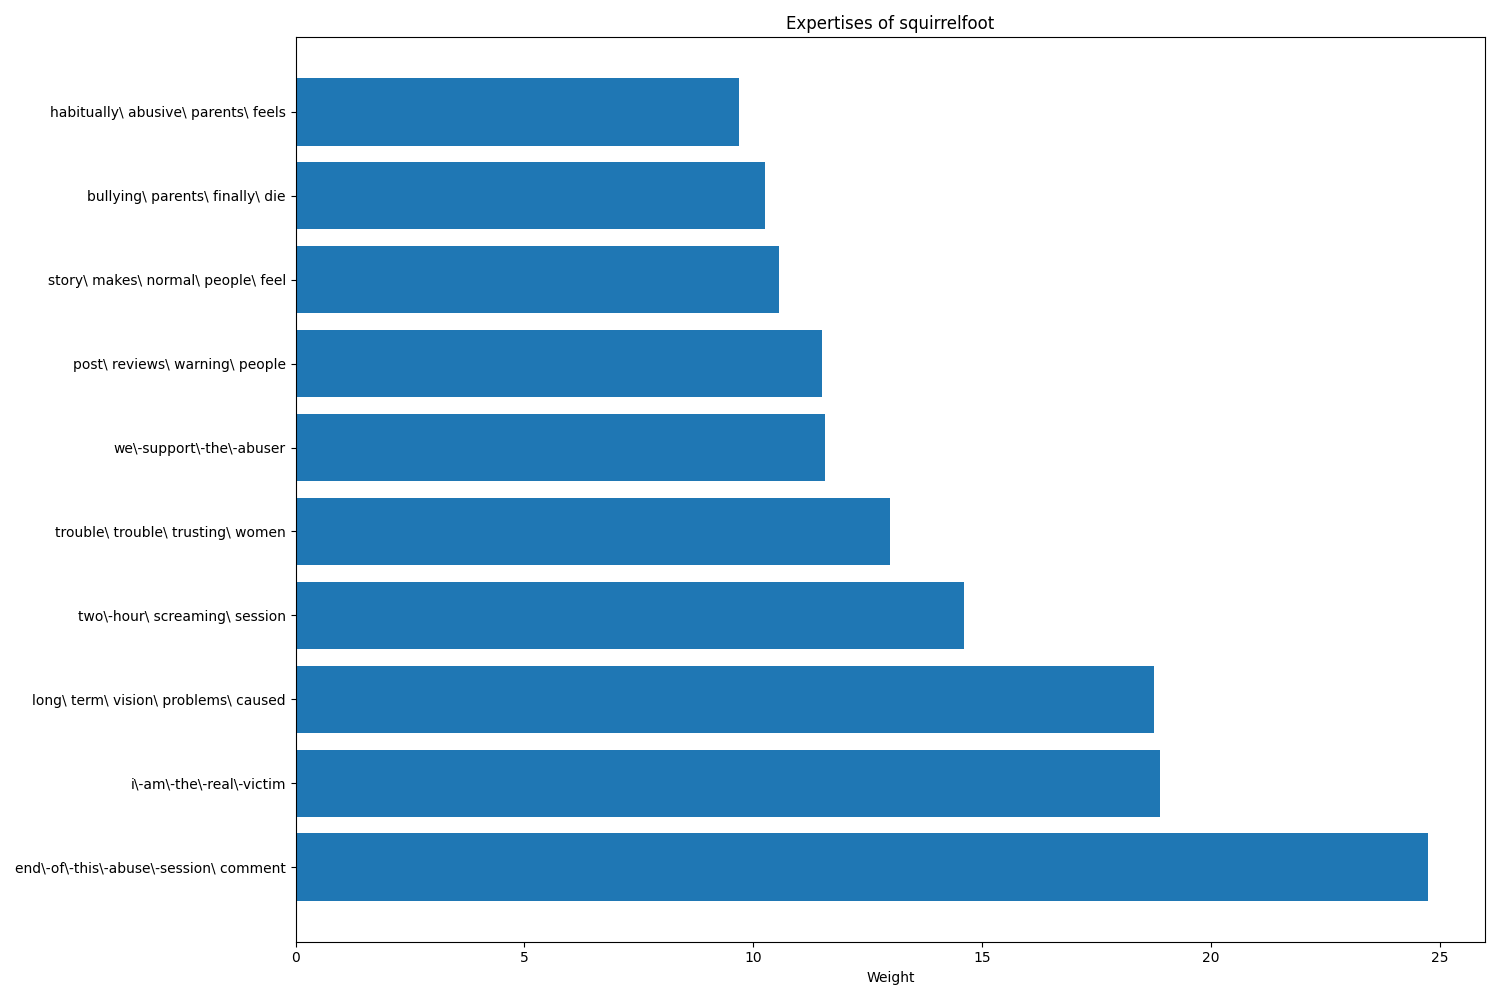 Expertises of squirrelfoot
habitually\ abusive\ parents\ feels
bullying\ parents\ finally\ die
story\ makes\ normal\ people\ feel
post\ reviews\ warning\ people
we\-support\-the\-abuser
trouble\ trouble\ trusting\ women
two\-hour\ screaming\ session
long\ term\ vision\ problems\ caused
i\-am\-the\-real\-victim
end\-of\-this\-abuse\-session\ comment
0 5 10 15 20 25
Weight